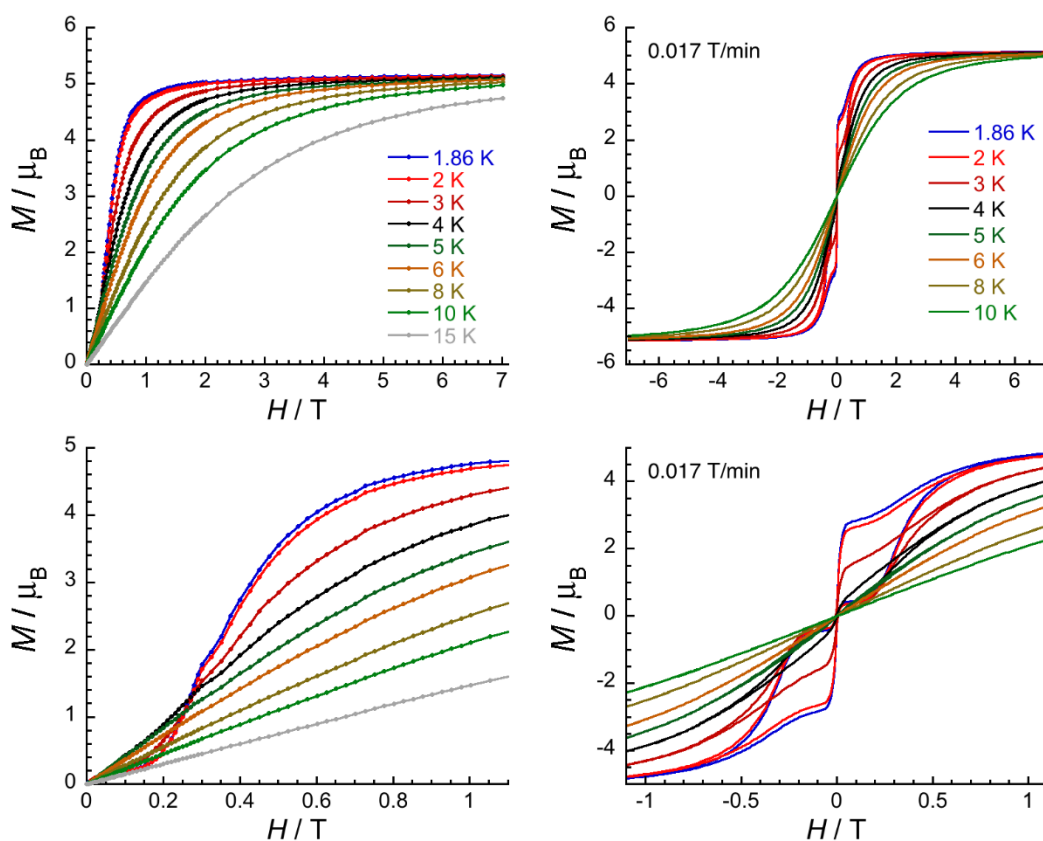 6
5
4
3
2
1
0
M / μB
1.86 K
2 K
3 K
4 K
5 K
6 K
8 K
10 K
15 K
0 1 2 3 4 5 6 7
H / T
6
4
2
0
-2
-4
-6
M / μB
0.017 T/min
1.86 K
2 K
3 K
4 K
5 K
6 K
8 K
10 K
-6 -4 -2 0 2 4 6
H / T
5
4
3
2
1
0
M / μB
0 0.2 0.4 0.6 0.8 1
H / T
4
2
0
-2
-4
M / μB
0.017 T/min
-1 -0.5 0 0.5 1
H / T